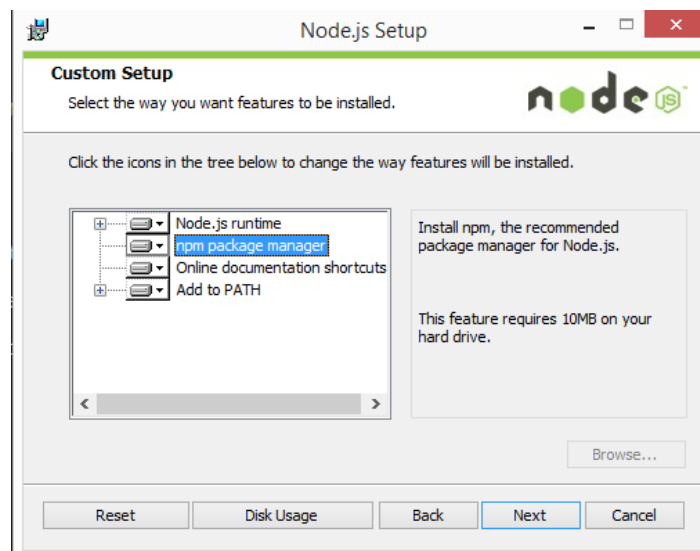 Node.js Setup
Custom Setup
Select the way you want features to be installed.
node
JS
Click the icons in the tree below to change the way features will be installed.
Node.js runtime
npm package manager
Online documentation shortcuts
Add to PATH
Install npm, the recommended
package manager for Node.js.
This feature requires 10MB on your
hard drive.
Browse...
Reset
Disk Usage
Back
Next
Cancel